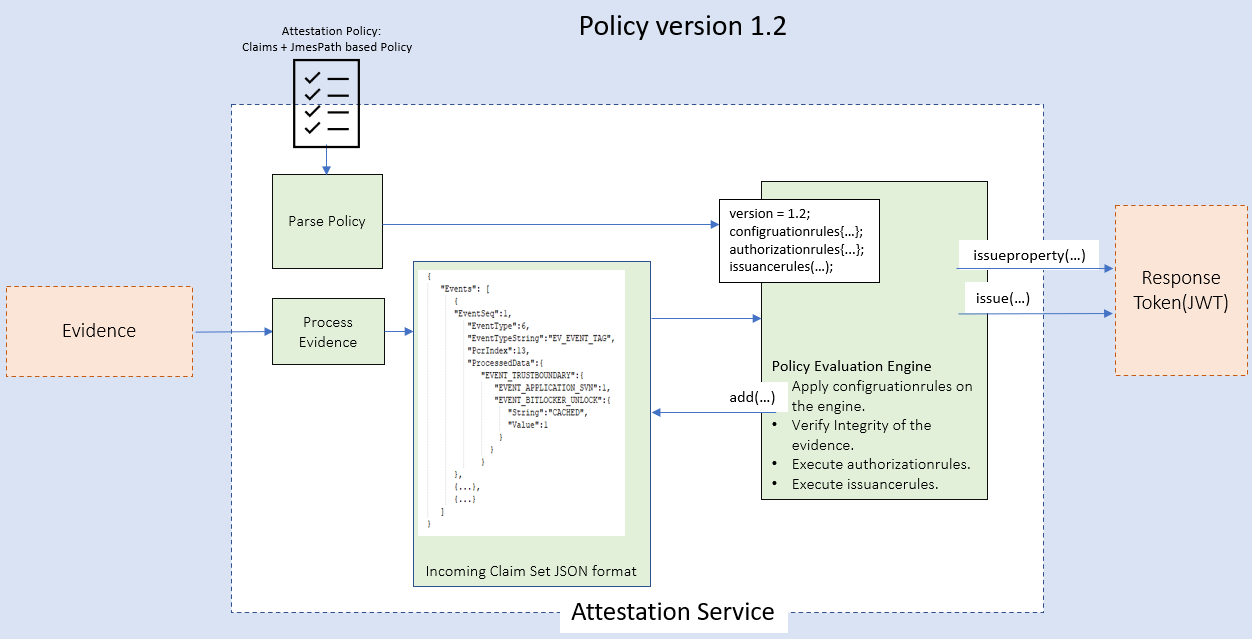 Policy version 1.2
Attestation Policy:
Claims + JmesPath based Policy
Parse Policy
version = 1.2;
configruationrules{...};
authorizationrules{...};
issuancerules(...);
Evidence
Process
Evidence
{
"Events": [
{
"EventSeq":1,
"EventType":6,
"EventTypeString":"EV_EVENT_TAG",
"PcrIndex":13,
"ProcessedData":{
"EVENT_TRUSTBOUNDARY":{
"EVENT_APPLICATION_SVN":1,
"EVENT_BITLOCKER_UNLOCK":{
"String":"CACHED",
"Value":1
}
}
}
},
{...},
{...}
]
}
Incoming Claim Set JSON format
issueproperty(...)
issue(...)
add(...)
Policy Evaluation Engine
Apply configruationrules on
the engine.
• Verify Integrity of the
evidence.
• Execute authorizationrules.
• Execute issuancerules.
Response
Token(JWT)
Attestation Service